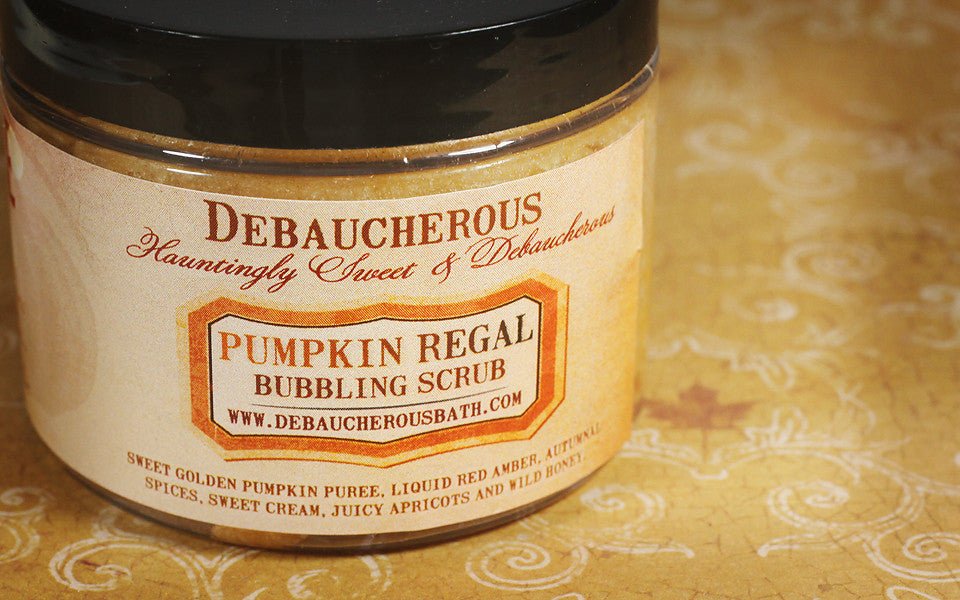 DEBAUCHEROUS
Hauntingly Sweet & Debaucherous
PUMPKIN REGAL
BUBBLING SCRUB
WWW.DEBAUCHEROUSBATH.COM
SWEET GOLDEN PUMPKIN PUREE, LIQUID RED AMBER, AUTUMNAL
SPICES, SWEET CREAM, JUICY APRICOTS AND WILD HONEY.